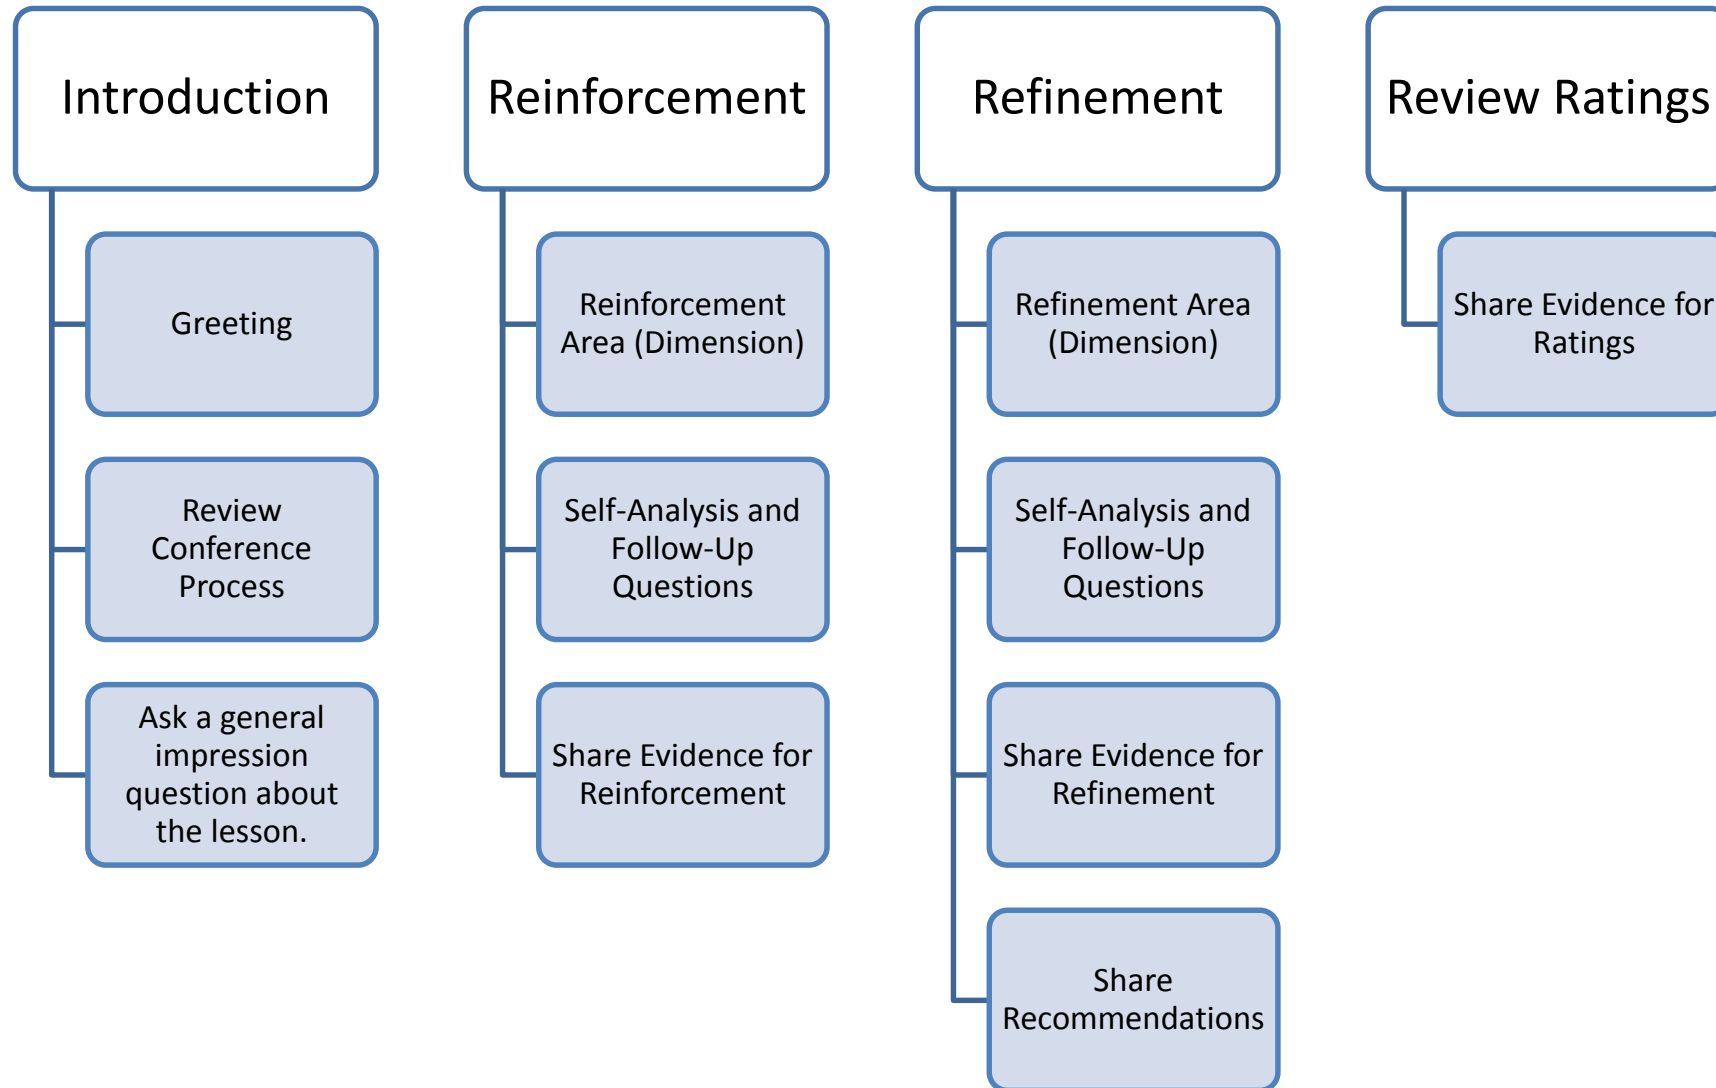 Introduction
Greeting
Review
Conference
Process
Ask a general
impression
question about
the lesson.
Reinforcement
Reinforcement
Area (Dimension)
Self-Analysis and
Follow-Up
Questions
Share Evidence for
Reinforcement
Refinement
Refinement Area
(Dimension)
Self-Analysis and
Follow-Up
Questions
Share Evidence for
Refinement
Share
Recommendations
Review Ratings
Share Evidence for
Ratings